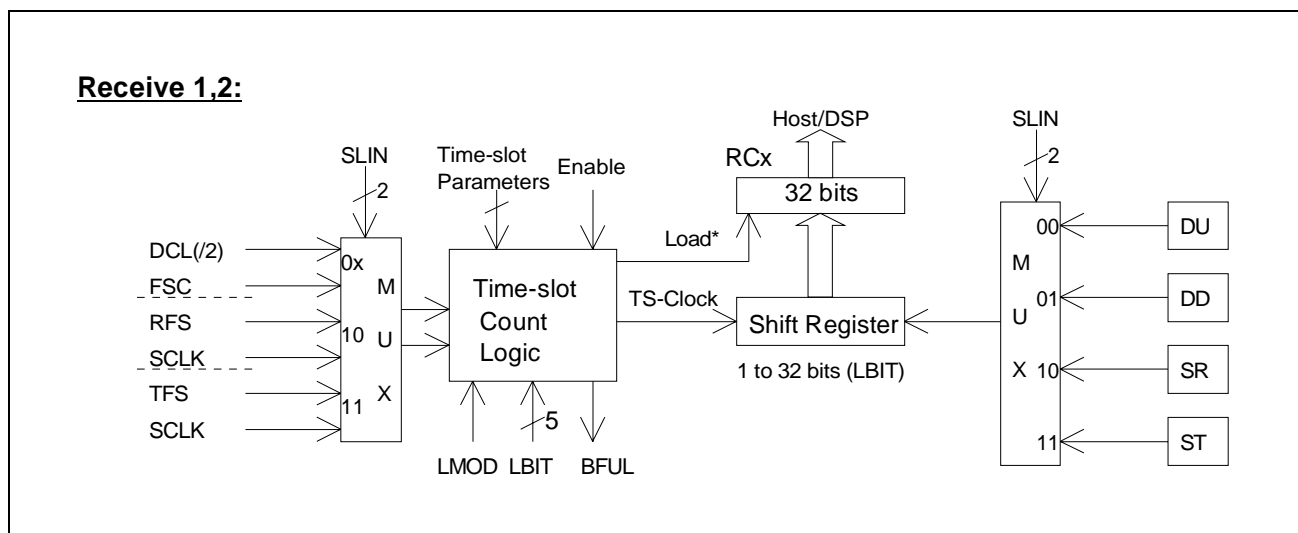 Receive 1,2:
Host/DSP
SLIN
SLIN
Time-slot
Parameters
Enable
RCx
2
2
32 bits
DCL(/2)
FSC
RFS
SCLK
TFS
SCLK
0x
10
11
M
U
X
Time-slot
Count
Logic
Load*
TS-Clock
Shift Register
1 to 32 bits (LBIT)
5
LMOD
LBIT
BFUL
00
01
10
11
M
U
X
DU
DD
SR
ST